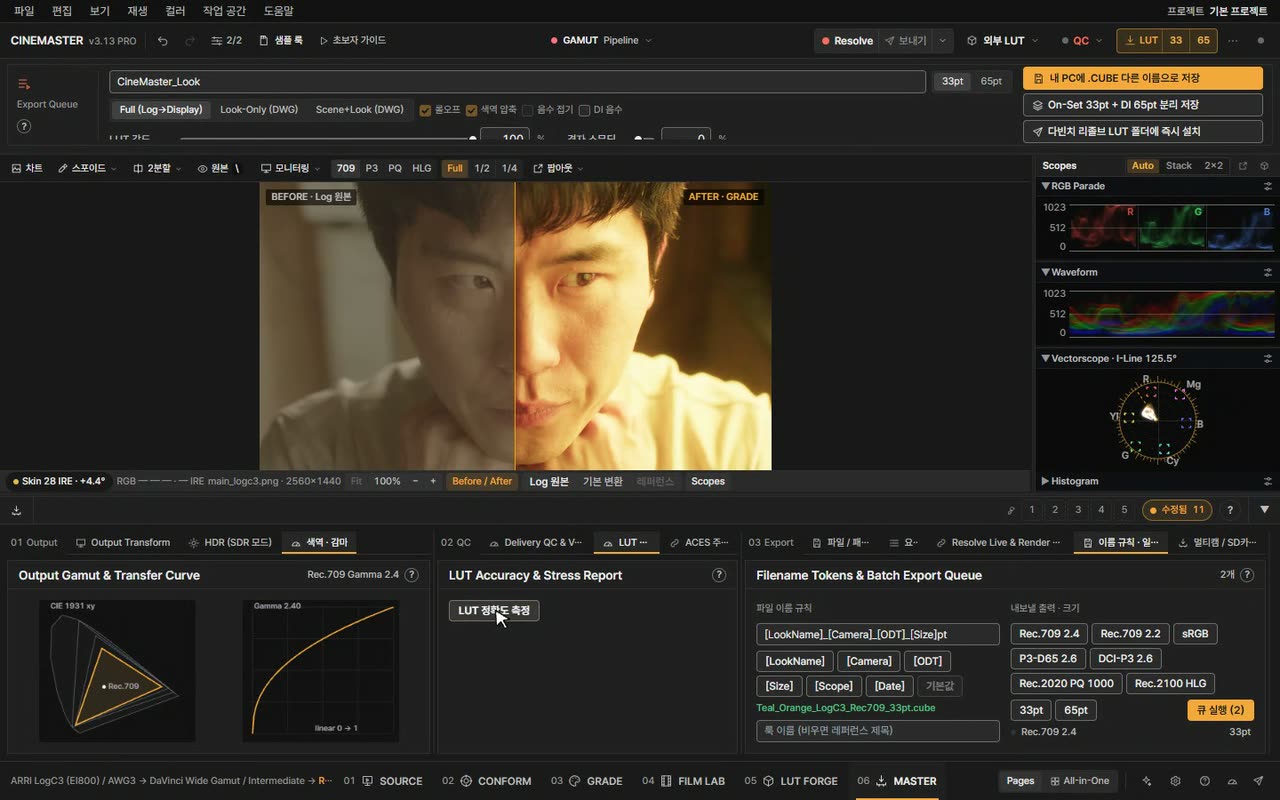 파일 편집 보기 재생 컬러 작업 공간 도움말 프로젝트 기본 프로젝트
CINEMASTER v3.13 PRO 2/2 샘플 룩 초보자 가이드 GAMUT Pipeline Resolve 보내기 외부 LUT QC LUT 33 65
CineMaster_Look 33pt 65pt
내 PC에 .CUBE 다른 이름으로 저장
Export Queue
Full (Log→Display) Look-Only (DWG) Scene+Look (DWG) 롤오프 색역 압축 음수 접기 DI 음수
On-Set 33pt + DI 65pt 분리 저장
다빈치 리졸브 LUT 폴더에 즉시 설치
?
LUT 강도 100 % 격자 스무딩 0 %
차트 스포이드 2분할 원본 모니터링 709 P3 PQ HLG Full 1/2 1/4 팝아웃
Scopes Auto Stack 2×2
BEFORE · Log 원본 AFTER · GRADE
RGB Parade
1023
512
0
R G B
Waveform
1023
512
0
Vectorscope · I-Line 125.5°
R Mg B Cy G Yl
Histogram
Skin 28 IRE · +4.4° RGB — — — · — IRE main_logc3.png · 2560×1440 Fit 100% − + Before / After Log 원본 기본 변환 레퍼런스 Scopes
1 2 3 4 5 수정됨 11 ?
01 Output Output Transform HDR (SDR 모드) 색역 · 감마
02 QC Delivery QC & V··· LUT ··· ACES 주···
03 Export 파일 / 패··· 요·· Resolve Live & Render ··· 이름 규칙 · 일··· 멀티캠 / SD카···
Output Gamut & Transfer Curve Rec.709 Gamma 2.4 ?
CIE 1931 xy
Rec.709
Gamma 2.40
linear 0 → 1
LUT Accuracy & Stress Report ?
LUT 정확도 측정
Filename Tokens & Batch Export Queue 2개 ?
파일 이름 규칙
[LookName]_[Camera]_[ODT]_[Size]pt
[LookName] [Camera] [ODT]
[Size] [Scope] [Date] 기본값
Teal_Orange_LogC3_Rec709_33pt.cube
룩 이름 (비우면 레퍼런스 제목)
내보낼 출력 · 크기
Rec.709 2.4 Rec.709 2.2 sRGB
P3-D65 2.6 DCI-P3 2.6
Rec.2020 PQ 1000 Rec.2100 HLG
33pt 65pt 큐 실행 (2)
Rec.709 2.4 33pt
ARRI LogC3 (EI800) / AWG3 → DaVinci Wide Gamut / Intermediate → R···
01 SOURCE 02 CONFORM 03 GRADE 04 FILM LAB 05 LUT FORGE 06 MASTER
Pages All-in-One